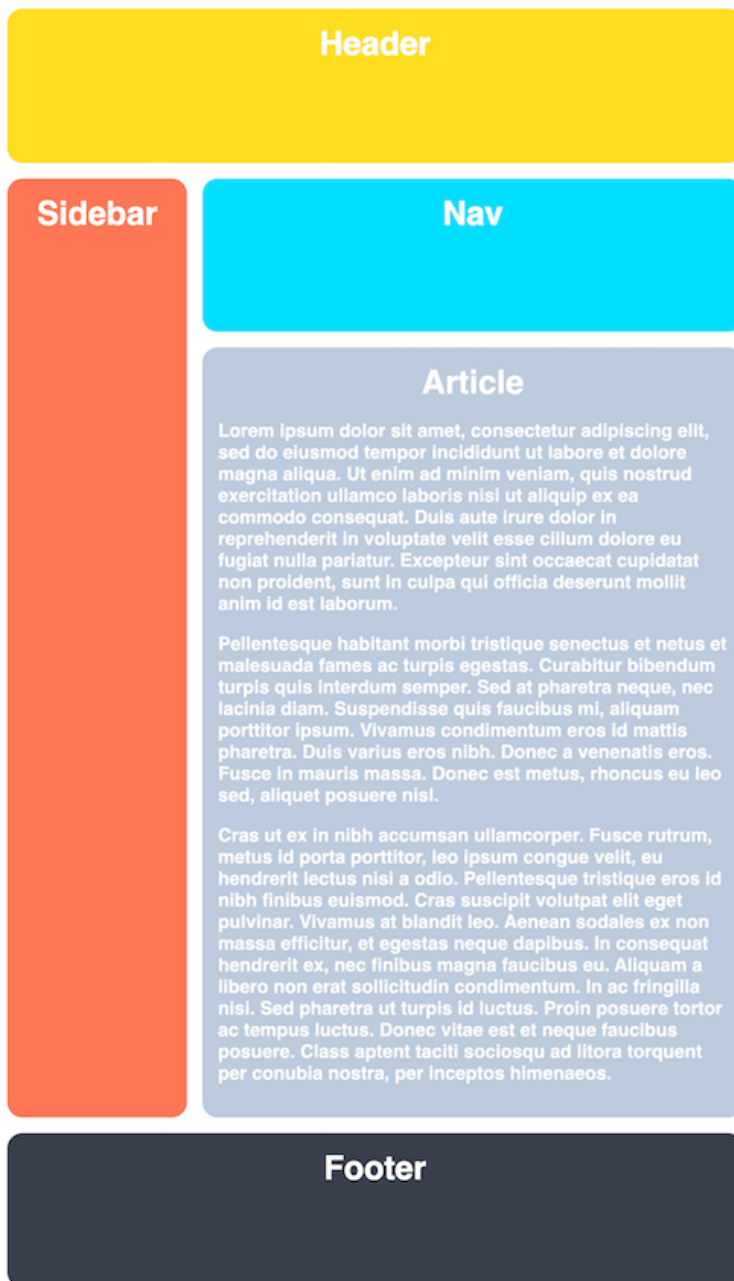 Header
Sidebar
Nav
Article
Lorem ipsum dolor sit amet, consectetur adipiscing elit,
sed do eiusmod tempor incididunt ut labore et dolore
magna aliqua. Ut enim ad minim veniam, quis nostrud
exercitation ullamco laboris nisi ut aliquip ex ea
commodo consequat. Duis aute irure dolor in
reprehenderit in voluptate velit esse cillum dolore eu
fugiat nulla pariatur. Excepteur sint occaecat cupidatat
non proident, sunt in culpa qui officia deserunt mollit
anim id est laborum.
Pellentesque habitant morbi tristique senectus et netus et
malesuada fames ac turpis egestas. Curabitur bibendum
turpis quis interdum semper. Sed at pharetra neque, nec
lacinia diam. Suspendisse quis faucibus mi, aliquam
porttitor ipsum. Vivamus condimentum eros id mattis
pharetra. Duis varius eros nibh. Donec a venenatis eros.
Fusce in mauris massa. Donec est metus, rhoncus eu leo
sed, aliquet posuere nisl.
Cras ut ex in nibh accumsan ullamcorper. Fusce rutrum,
metus id porta porttitor, leo ipsum congue velit, eu
hendrerit lectus nisi a odio. Pellentesque tristique eros id
nibh finibus euismod. Cras suscipit volutpat elit eget
pulvinar. Vivamus at blandit leo. Aenean sodales ex non
massa efficitur, et egestas neque dapibus. In consequat
hendrerit ex, nec finibus magna faucibus eu. Aliquam a
libero non erat sollicitudin condimentum. In ac fringilla
nisi. Sed pharetra ut turpis id luctus. Proin posuere tortor
ac tempus luctus. Donec vitae est et neque faucibus
posuere. Class aptent taciti sociosqu ad litora torquent
per conubia nostra, per inceptos himenaeos.
Footer